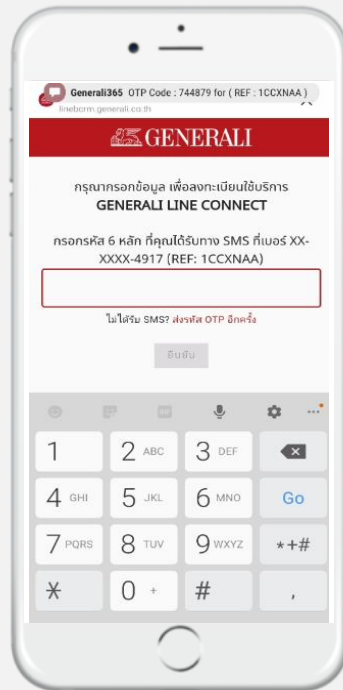 Generali365 OTP Code : 744879 for ( REF : 1CCXNAA )
linebcrm.generali.co.th
GENERALI
กรุณากรอกข้อมูล เพื่อลงทะเบียนใช้บริการ
GENERALI LINE CONNECT
กรอกรหัส 6 หลัก ที่คุณได้รับทาง SMS ที่เบอร์ XX-
XXXX-4917 (REF: 1CCXNAA)
ไม่ได้รับ SMS? ส่งรหัส OTP อีกครั้ง
ยืนยัน
GIF
1 2 ABC 3 DEF
4 GHI 5 JKL 6 MNO Go
7 PQRS 8 TUV 9 WXYZ *+#
* 0 + # ,